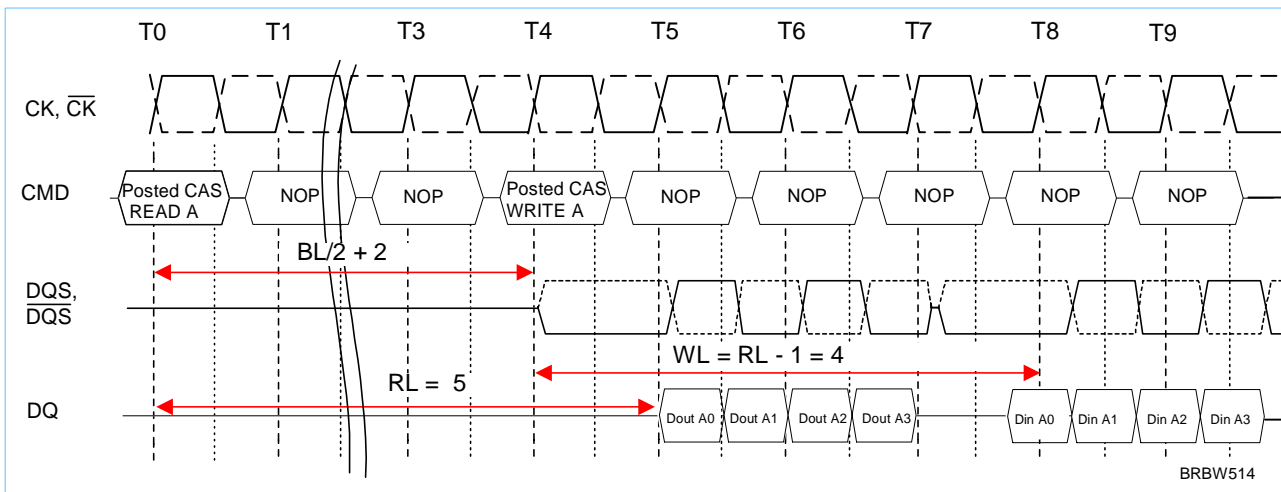 T0 T1 T3 T4 T5 T6 T7 T8 T9
CK, CK
CMD
Posted CAS
READ A
NOP
NOP
Posted CAS
WRITE A
NOP
NOP
NOP
NOP
NOP
BL/2 + 2
DQS,
DQS
WL = RL - 1 = 4
RL = 5
DQ
Dout A0
Dout A1
Dout A2
Dout A3
Din A0
Din A1
Din A2
Din A3
BRBW514